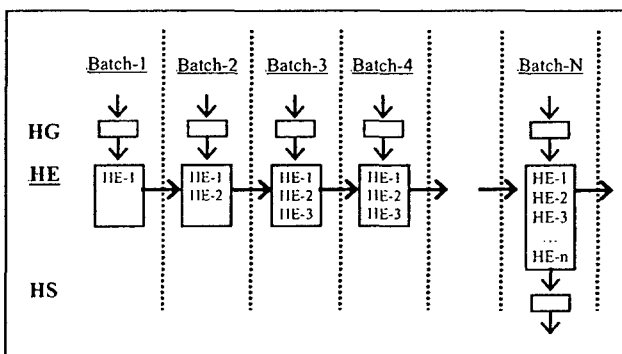 Batch-1 Batch-2 Batch-3 Batch-4 Batch-N
HG
HE HE-1 HE-1 HE-1 HE-1 HE-1
HE-2 HE-2 HE-2 HE-2
HE-3 HE-3 HE-3
...
HE-n
HS